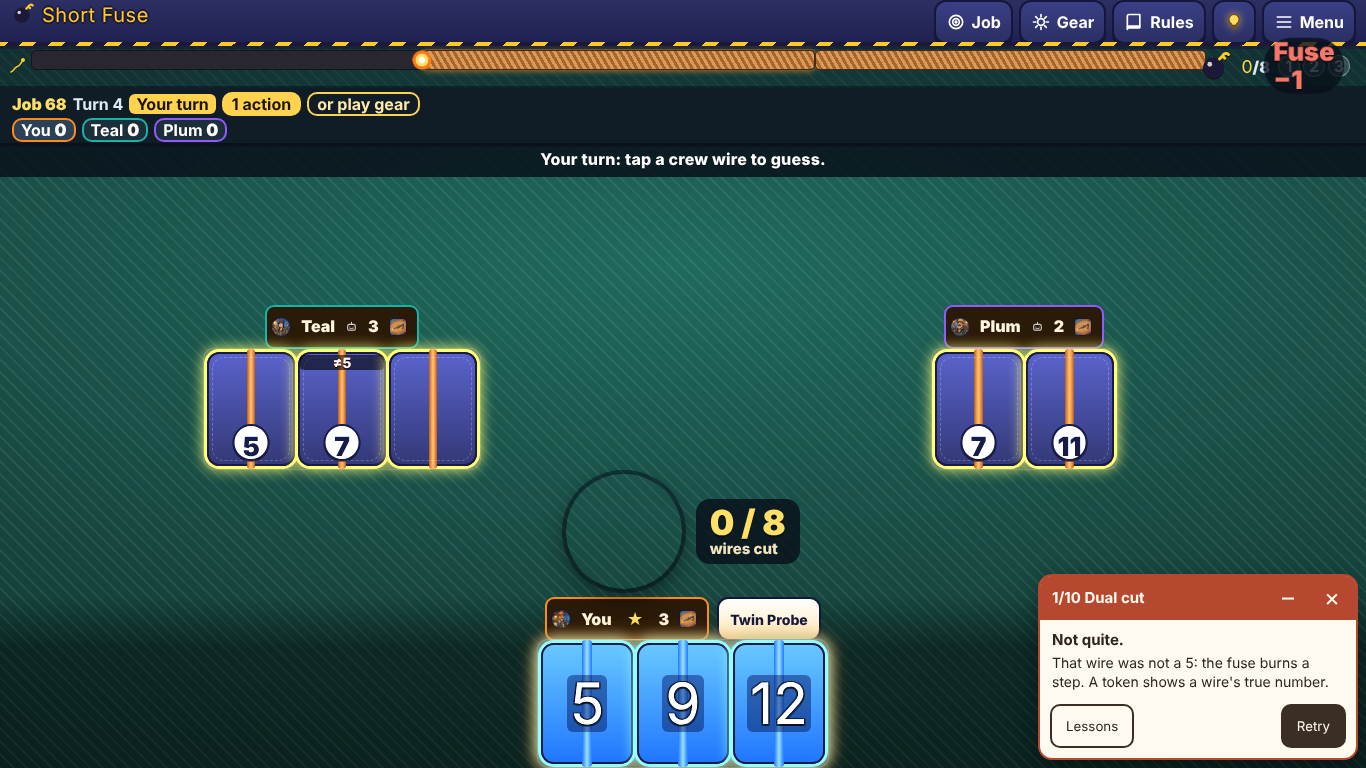 Short Fuse
Job
Gear
Rules
Menu
0/8
Fuse
−1
Job 68 Turn 4 Your turn 1 action or play gear
You 0 Teal 0 Plum 0
Your turn: tap a crew wire to guess.
Teal 3
Plum 2
≠5
5 7
7 11
0 / 8
wires cut
You ★ 3
Twin Probe
5 9 12
1/10 Dual cut
Not quite.
That wire was not a 5: the fuse burns a
step. A token shows a wire's true number.
Lessons
Retry